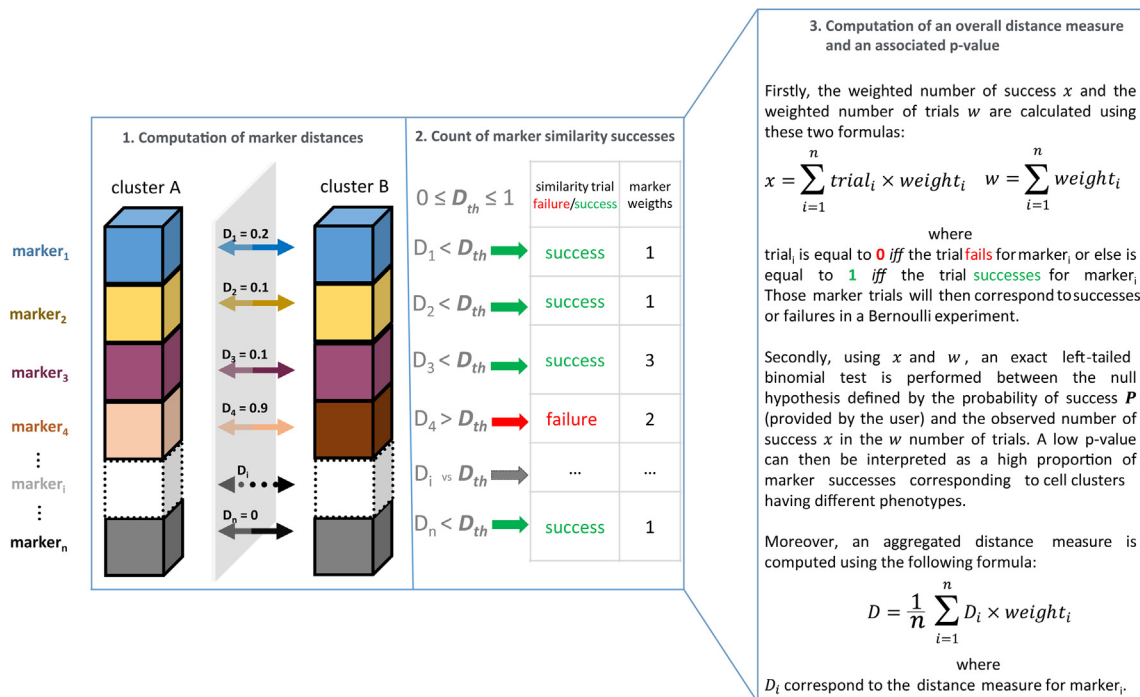 1. Computation of marker distances
cluster A
cluster B
marker₁
D₁ = 0.2
marker₂
D₂ = 0.1
marker₃
D₃ = 0.1
marker₄
D₄ = 0.9
...
markerᵢ
Dᵢ
...
markerₙ
Dₙ = 0
2. Count of marker similarity successes
0 ≤ Dₜₕ ≤ 1
similarity trial
failure/success
marker
weigths
D₁ < Dₜₕ success 1
D₂ < Dₜₕ success 1
D₃ < Dₜₕ success 3
D₄ > Dₜₕ failure 2
Dᵢ vs Dₜₕ ... ...
Dₙ < Dₜₕ success 1
3. Computation of an overall distance measure
and an associated p-value
Firstly, the weighted number of success x and the
weighted number of trials w are calculated using
these two formulas:
x = ∑ⁿᵢ₌₁ trialᵢ × weightᵢ w = ∑ⁿᵢ₌₁ weightᵢ
where
trialᵢ is equal to 0 iff the trial fails for markerᵢ or else is
equal to 1 iff the trial successes for markerᵢ
Those marker trials will then correspond to successes
or failures in a Bernoulli experiment.
Secondly, using x and w , an exact left-tailed
binomial test is performed between the null
hypothesis defined by the probability of success P
(provided by the user) and the observed number of
success x in the w number of trials. A low p-value
can then be interpreted as a high proportion of
marker successes corresponding to cell clusters
having different phenotypes.
Moreover, an aggregated distance measure is
computed using the following formula:
D = 1/n ∑ⁿᵢ₌₁ Dᵢ × weightᵢ
where
Dᵢ correspond to the distance measure for markerᵢ.